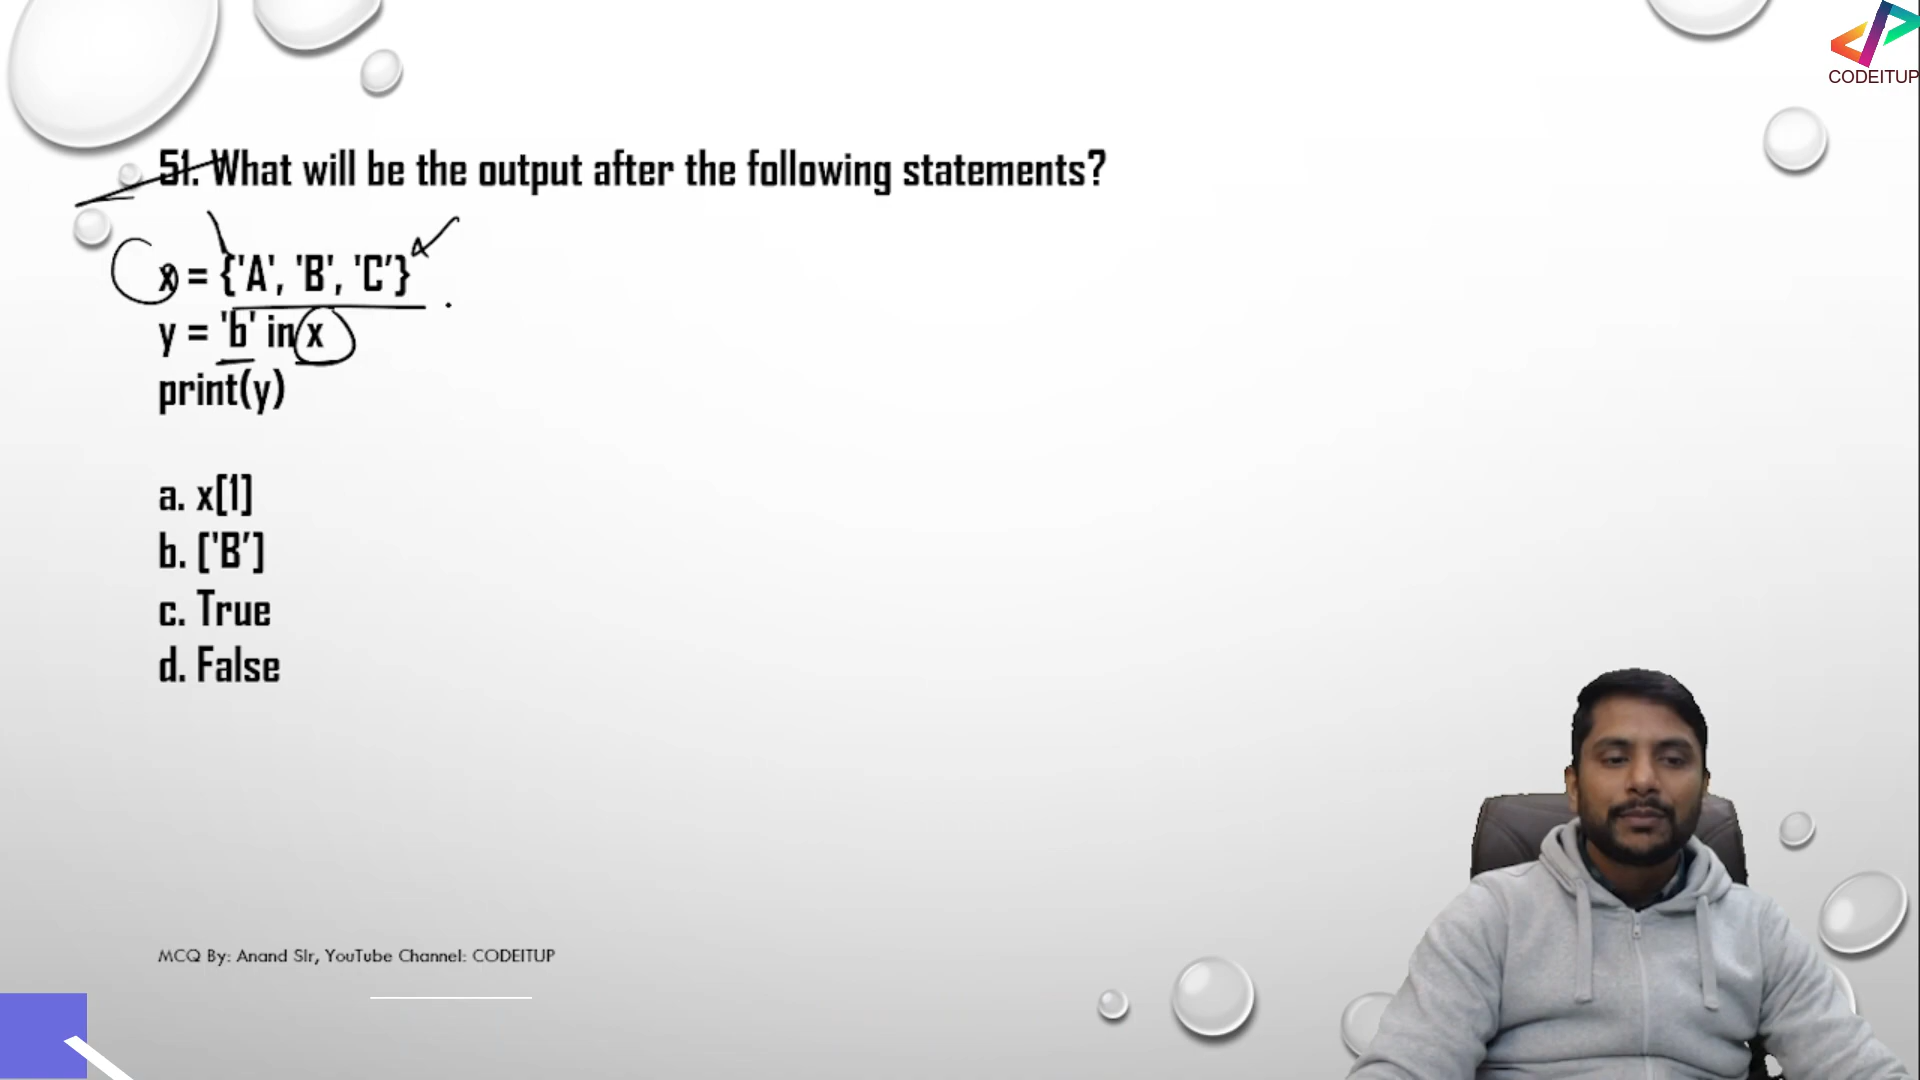 CODEITUP
51. What will be the output after the following statements?
x = {'A', 'B', 'C'}
y = 'b' in x
print(y)
a. x[1]
b. ['B']
c. True
d. False
MCQ By: Anand SIr, YouTube Channel: CODEITUP